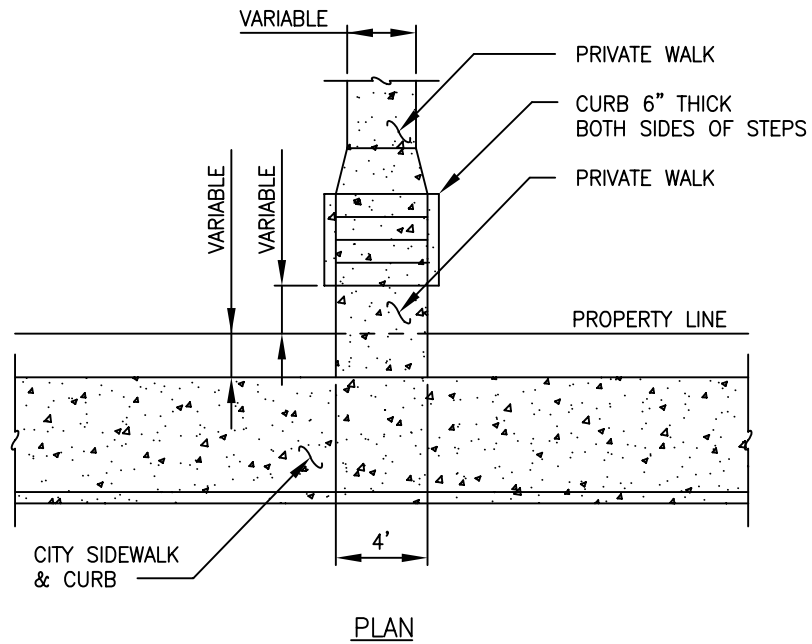 VARIABLE
PRIVATE WALK
CURB 6" THICK
BOTH SIDES OF STEPS
PRIVATE WALK
VARIABLE
VARIABLE
PROPERTY LINE
4'
CITY SIDEWALK
& CURB
PLAN